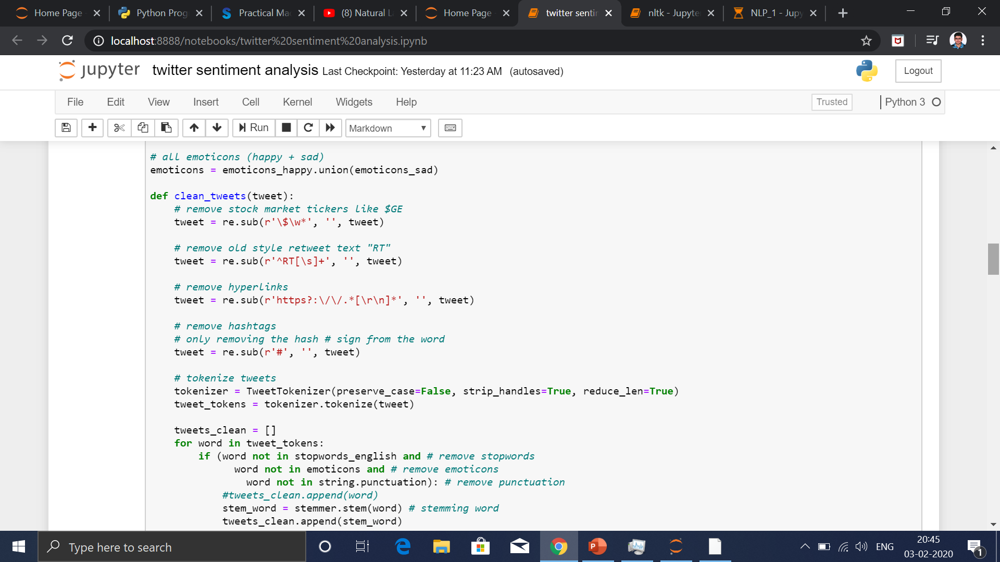 Home Page
Python Prog
Practical Ma
(8) Natural L
Home Page
twitter senti
nltk - Jupyte
NLP_1 - Jupy
localhost:8888/notebooks/twitter%20sentiment%20analysis.ipynb
jupyter twitter sentiment analysis Last Checkpoint: Yesterday at 11:23 AM (autosaved)
Logout
File Edit View Insert Cell Kernel Widgets Help Trusted Python 3
Run Markdown
# all emoticons (happy + sad)
emoticons = emoticons_happy.union(emoticons_sad)
def clean_tweets(tweet):
# remove stock market tickers like $GE
tweet = re.sub(r'\$\w*', '', tweet)
# remove old style retweet text "RT"
tweet = re.sub(r'^RT[\s]+', '', tweet)
# remove hyperlinks
tweet = re.sub(r'https?:\/\/.*[\r\n]*', '', tweet)
# remove hashtags
# only removing the hash # sign from the word
tweet = re.sub(r'#', '', tweet)
# tokenize tweets
tokenizer = TweetTokenizer(preserve_case=False, strip_handles=True, reduce_len=True)
tweet_tokens = tokenizer.tokenize(tweet)
tweets_clean = []
for word in tweet_tokens:
if (word not in stopwords_english and # remove stopwords
word not in emoticons and # remove emoticons
word not in string.punctuation): # remove punctuation
#tweets_clean.append(word)
stem_word = stemmer.stem(word) # stemming word
tweets_clean.append(stem_word)
Type here to search
ENG
20:45
03-02-2020
1